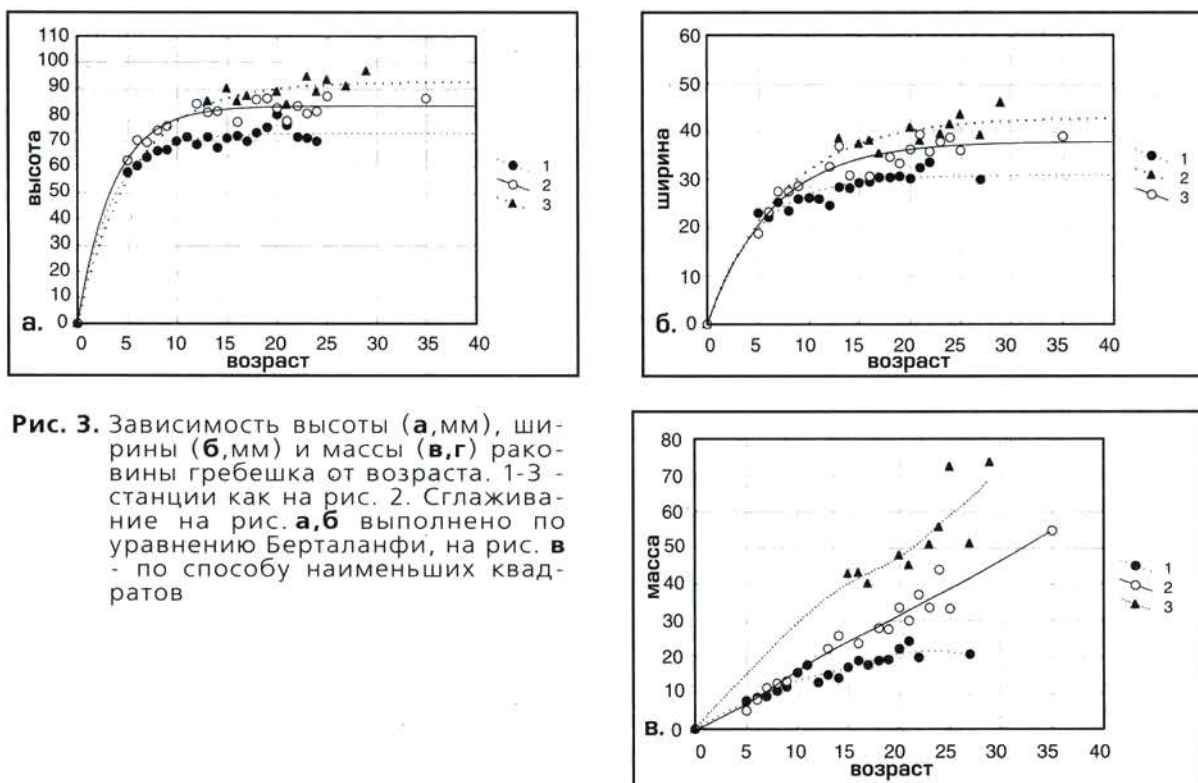 110
100
90
80
70
60
50
40
30
20
10
0
высота
а.
0 5 10 15 20 25 30 35 40
возраст
1
2
3
60
50
40
30
20
10
0
ширина
б.
0 5 10 15 20 25 30 35 40
возраст
1
2
3
Рис. 3. Зависимость высоты (а,мм), ши-
рины (б,мм) и массы (в,г) рако-
вины гребешка от возраста. 1-3 -
станции как на рис. 2. Сглажива-
ние на рис. а,б выполнено по
уравнению Берталанфи, на рис. в
- по способу наименьших квад-
ратов
80
70
60
50
40
30
20
10
0
масса
в.
0 5 10 15 20 25 30 35 40
возраст
1
2
3